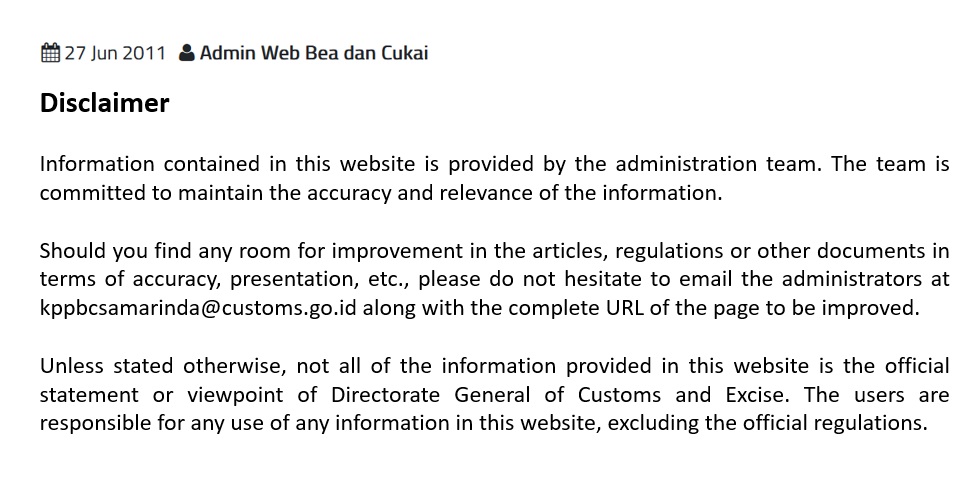 27 Jun 2011 Admin Web Bea dan Cukai
Disclaimer
Information contained in this website is provided by the administration team. The team is
committed to maintain the accuracy and relevance of the information.
Should you find any room for improvement in the articles, regulations or other documents in
terms of accuracy, presentation, etc., please do not hesitate to email the administrators at
kppbcsamarinda@customs.go.id along with the complete URL of the page to be improved.
Unless stated otherwise, not all of the information provided in this website is the official
statement or viewpoint of Directorate General of Customs and Excise. The users are
responsible for any use of any information in this website, excluding the official regulations.